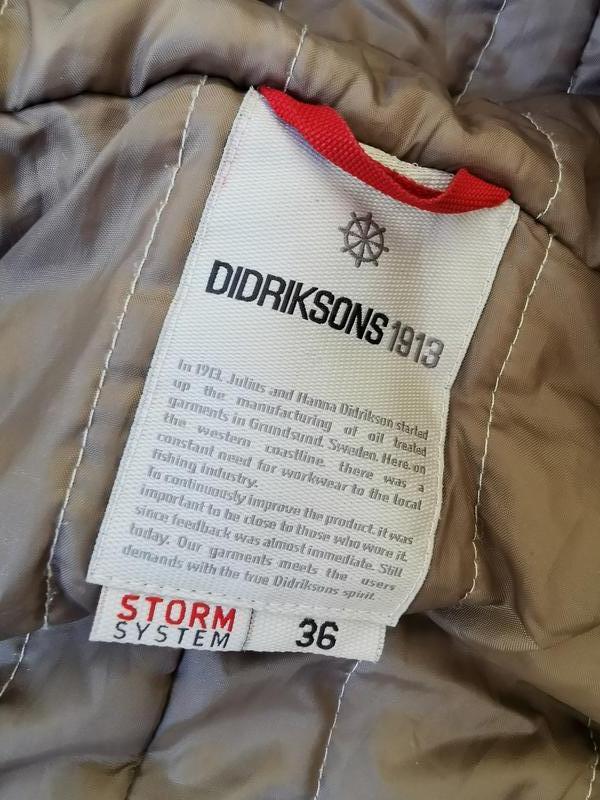 DIDRIKSONS 1913
In 1913, Julius and Hanna Didrikson started
up the manufacturing of oil treated
garments in Grundsund, Sweden. Here, on
the western coastline, there was a
constant need for workwear to the local
fishing industry.
To continuously improve the product, it was
important to be close to those who wore it,
since feedback was almost immediate. Still
today. Our garments meets the users
demands with the true Didriksons spirit.
STORM
SYSTEM
36